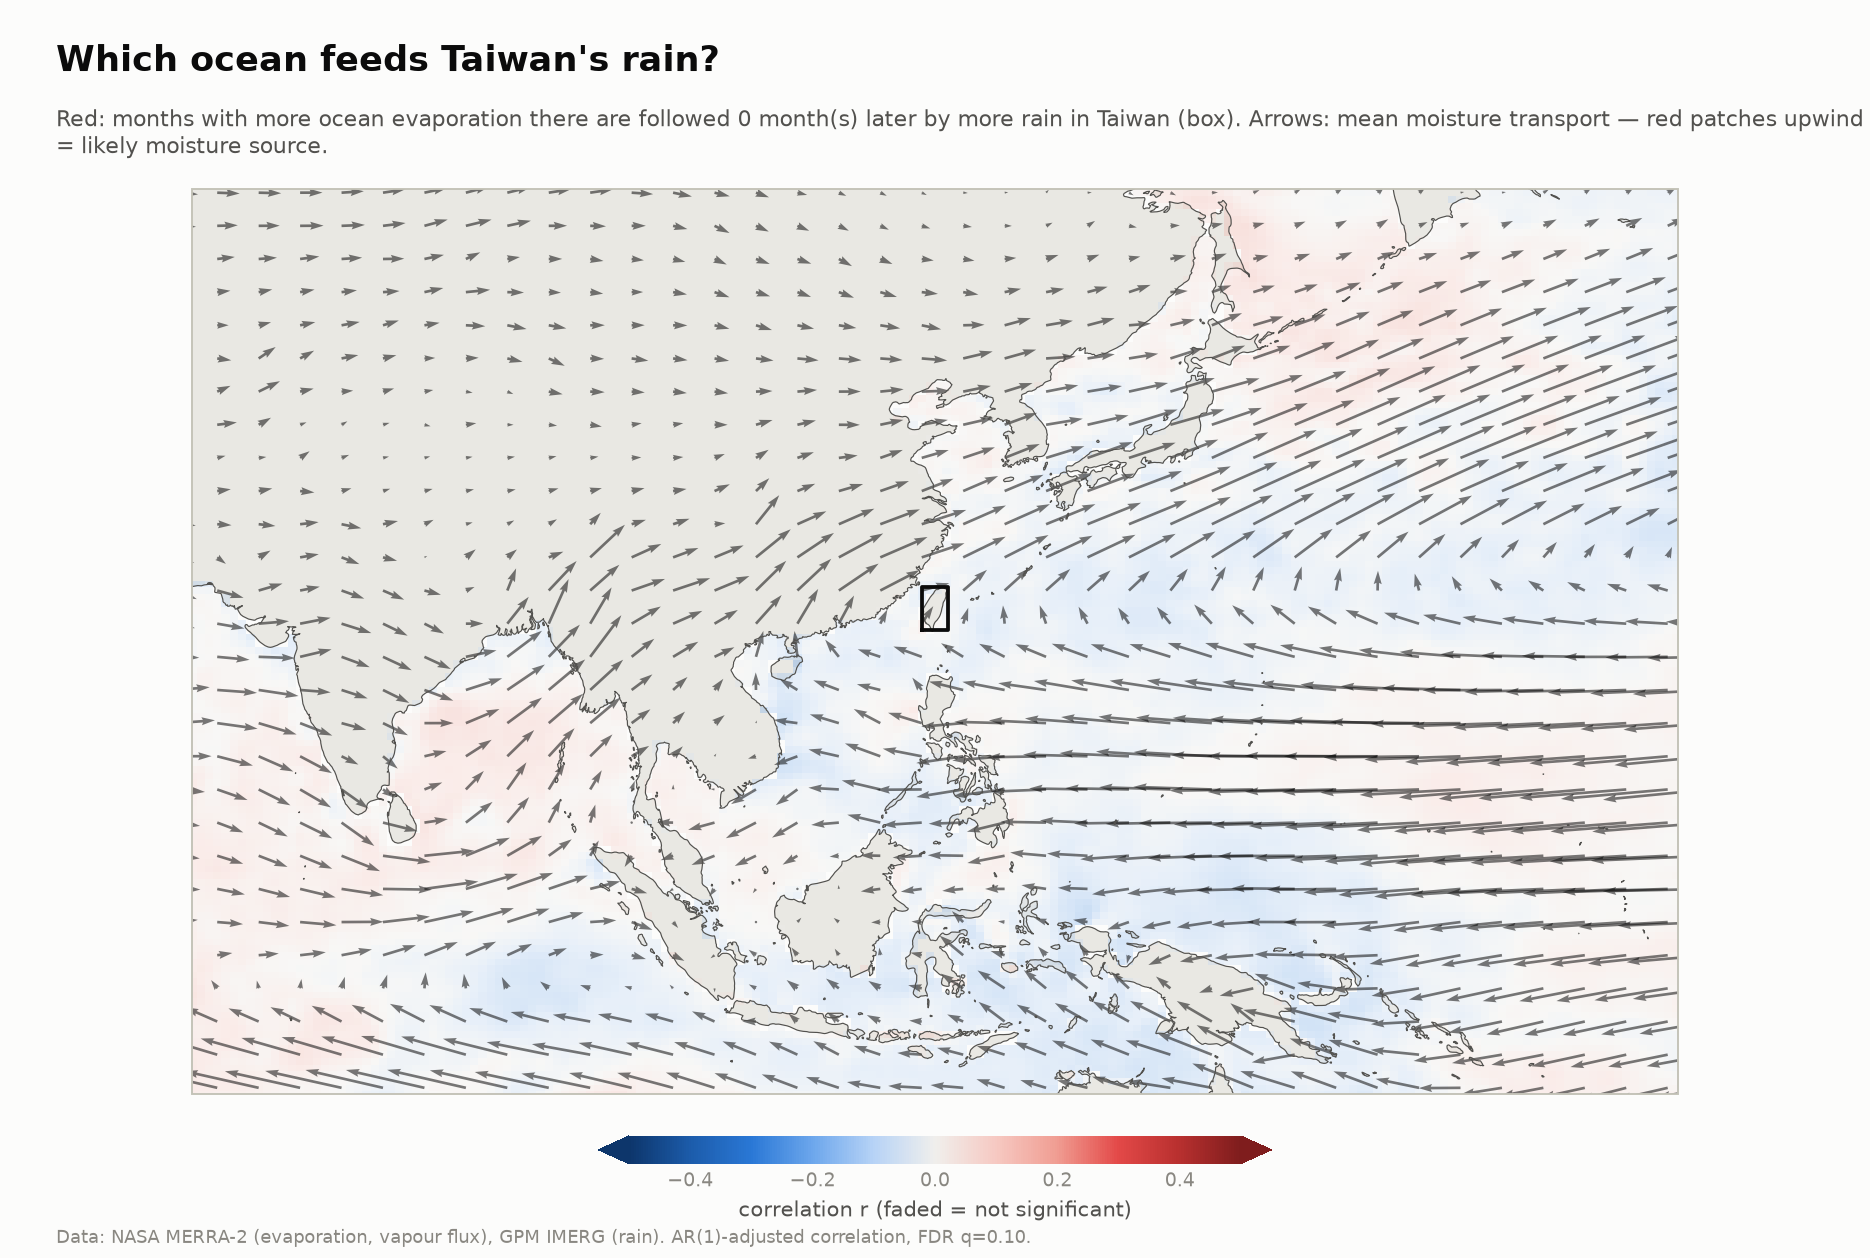 Which ocean feeds Taiwan's rain?
Red: months with more ocean evaporation there are followed 0 month(s) later by more rain in Taiwan (box). Arrows: mean moisture transport — red patches upwind
= likely moisture source.
−0.4 −0.2 0.0 0.2 0.4
correlation r (faded = not significant)
Data: NASA MERRA-2 (evaporation, vapour flux), GPM IMERG (rain). AR(1)-adjusted correlation, FDR q=0.10.